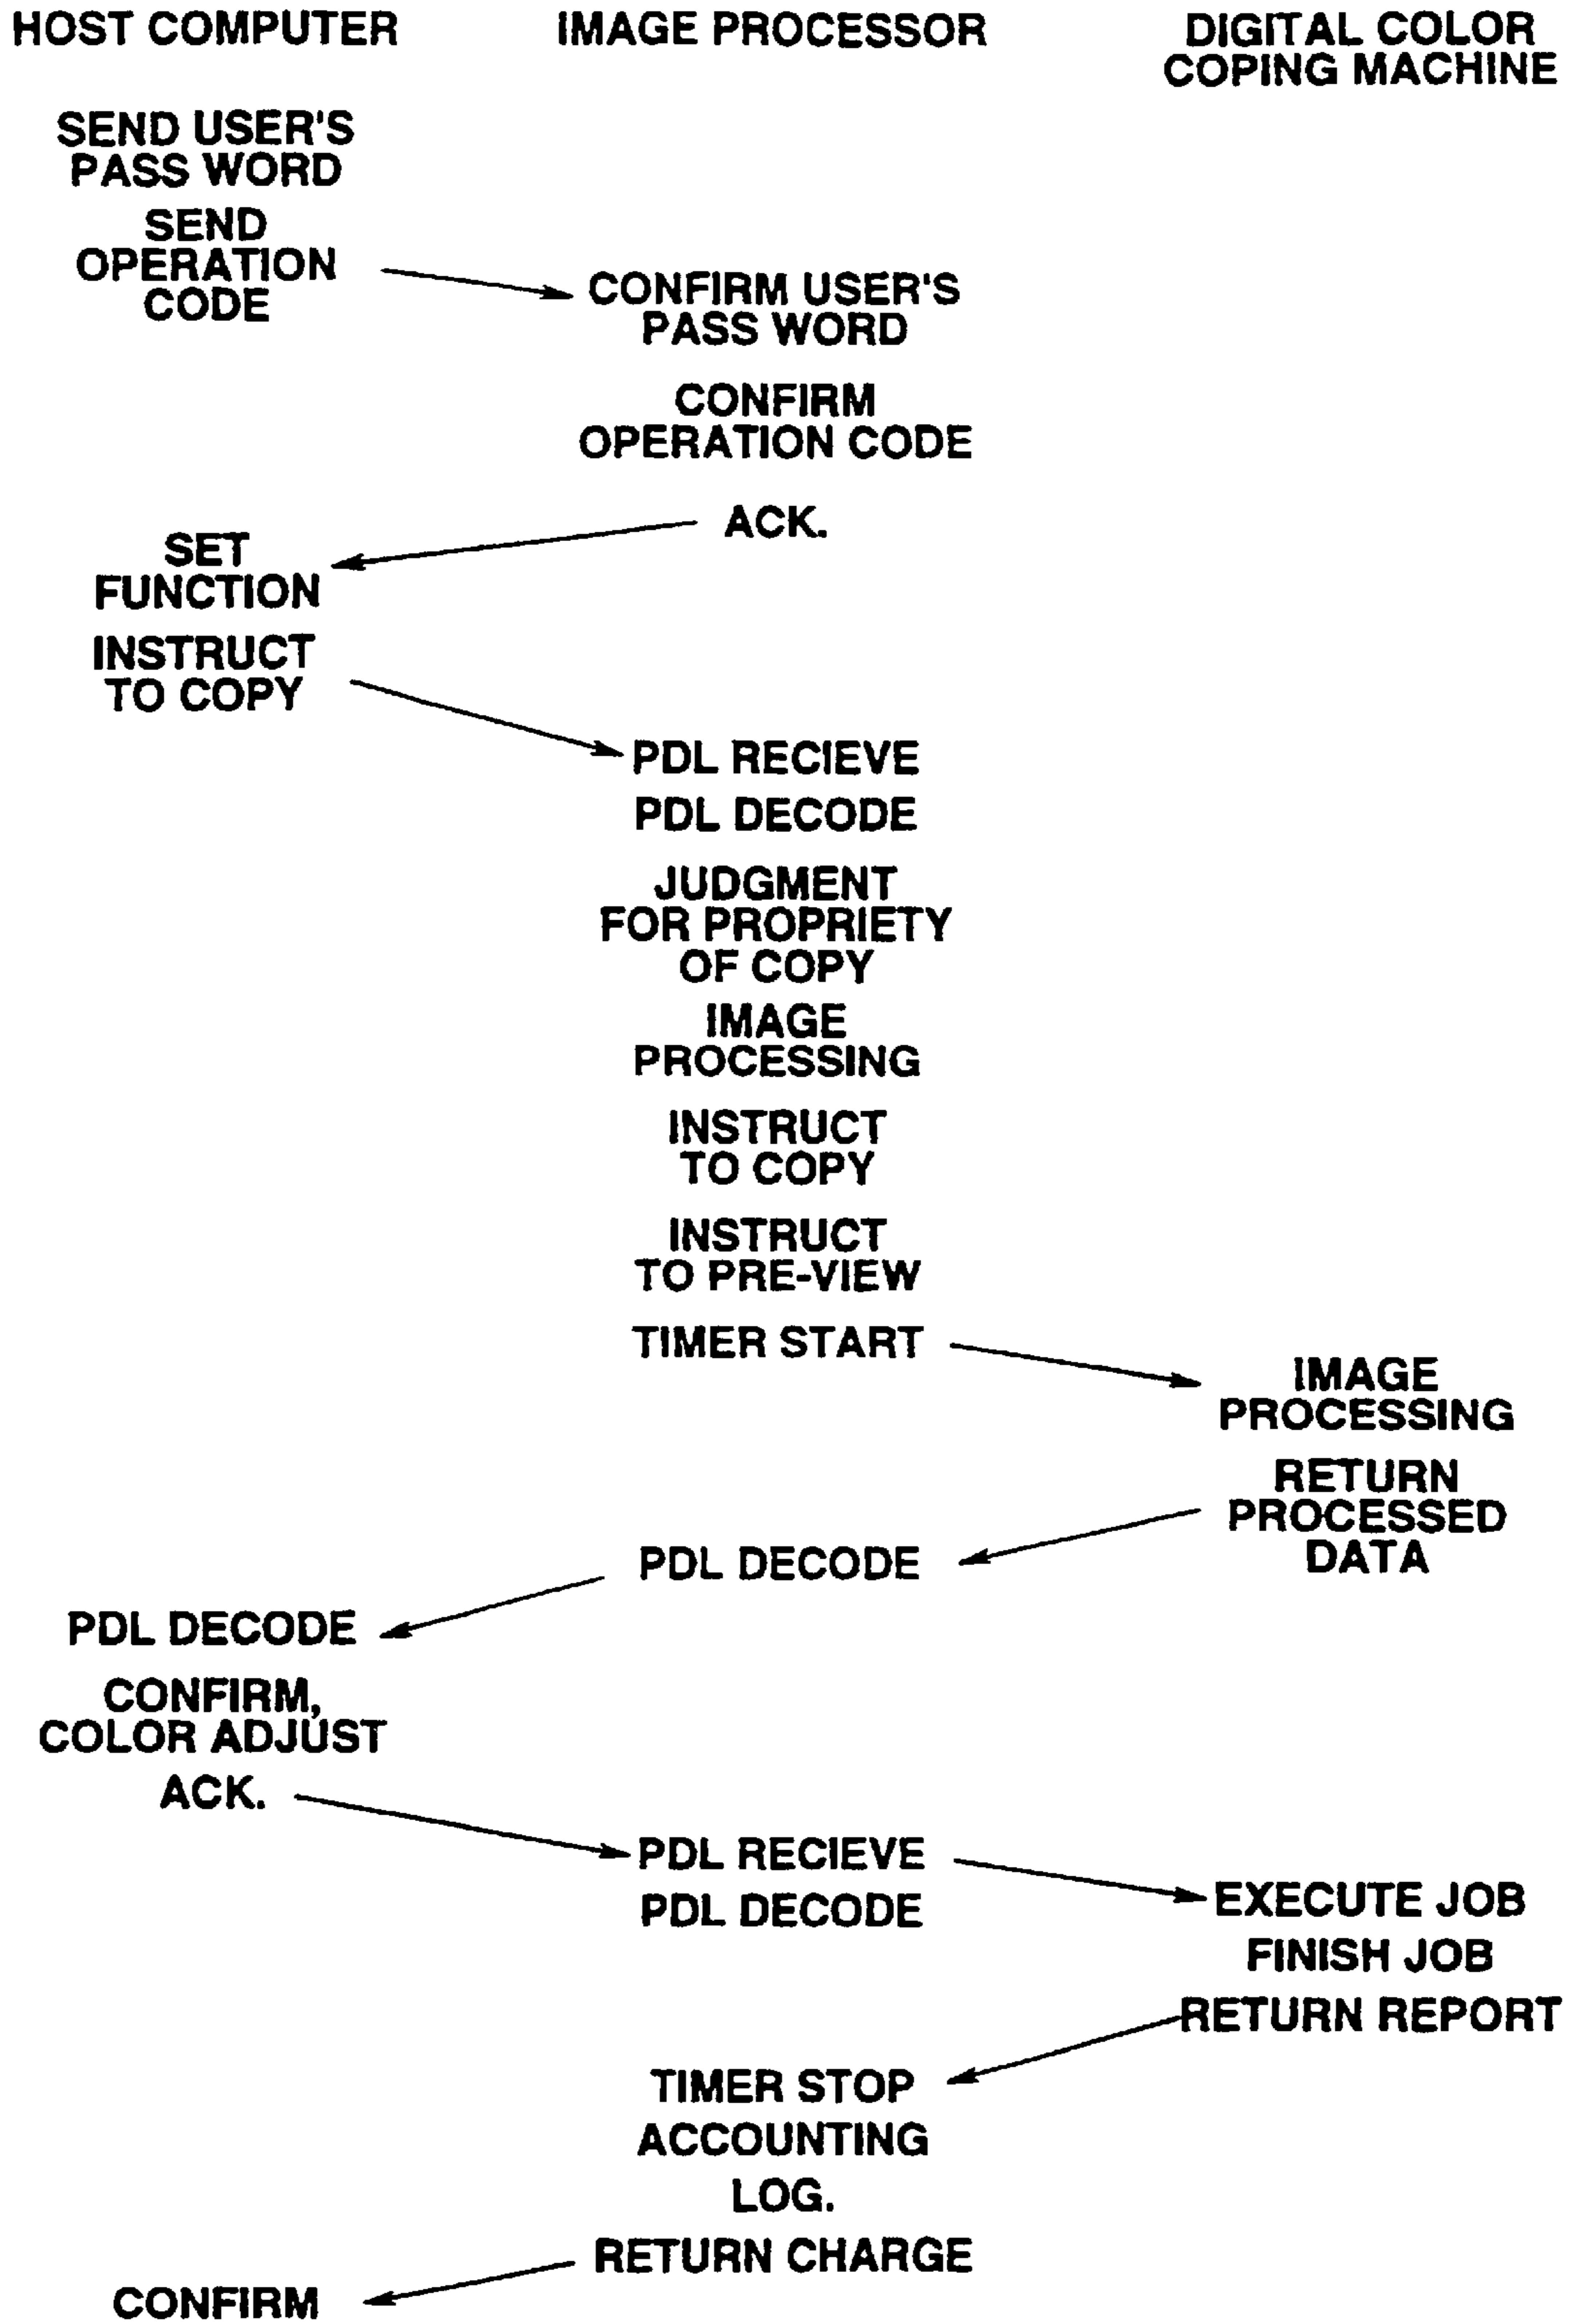 HOST COMPUTER
IMAGE PROCESSOR
DIGITAL COLOR
COPING MACHINE
SEND USER'S
PASS WORD
SEND
OPERATION
CODE
CONFIRM USER'S
PASS WORD
CONFIRM
OPERATION CODE
ACK.
SET
FUNCTION
INSTRUCT
TO COPY
PDL RECIEVE
PDL DECODE
JUDGMENT
FOR PROPRIETY
OF COPY
IMAGE
PROCESSING
INSTRUCT
TO COPY
INSTRUCT
TO PRE-VIEW
TIMER START
IMAGE
PROCESSING
RETURN
PROCESSED
DATA
PDL DECODE
PDL DECODE
CONFIRM,
COLOR ADJUST
ACK.
PDL RECIEVE
PDL DECODE
EXECUTE JOB
FINISH JOB
RETURN REPORT
TIMER STOP
ACCOUNTING
LOG.
RETURN CHARGE
CONFIRM